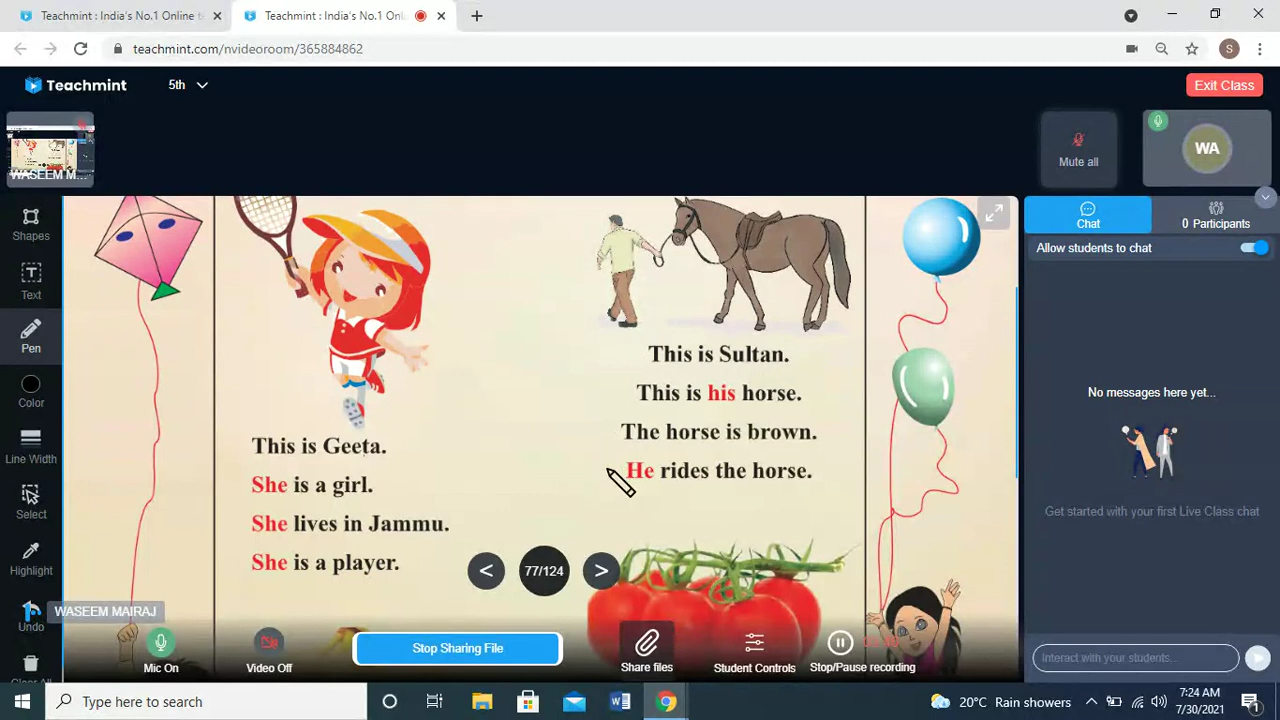 Teachmint : India's No.1 Online t
Teachmint : India's No.1 Onli
teachmint.com/nvideoroom/365884862
S
Teachmint
5th
Exit Class
WASEEM M...
Mute all
WA
Shapes
Text
Pen
Color
Line Width
Select
Highlight
Undo
Clear All
This is Geeta.
She is a girl.
She lives in Jammu.
She is a player.
This is Sultan.
This is his horse.
The horse is brown.
He rides the horse.
<
77/124
>
WASEEM MAIRAJ
Mic On
Video Off
Stop Sharing File
Share files
Student Controls
Stop/Pause recording
Chat
0 Participants
Allow students to chat
No messages here yet...
Get started with your first Live Class chat
Interact with your students...
Type here to search
20°C Rain showers
7:24 AM
7/30/2021
1